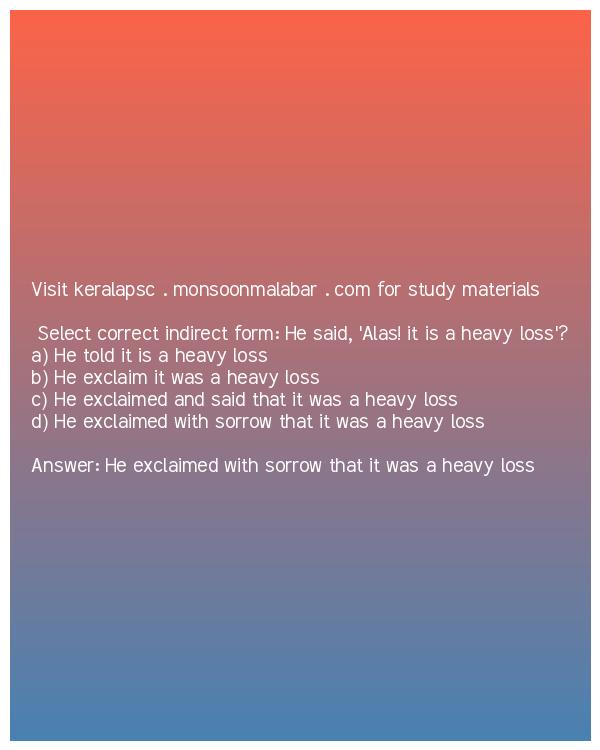 Visit keralapsc . monsoonmalabar . com for study materials
Select correct indirect form: He said, 'Alas! it is a heavy loss'?
a) He told it is a heavy loss
b) He exclaim it was a heavy loss
c) He exclaimed and said that it was a heavy loss
d) He exclaimed with sorrow that it was a heavy loss
Answer: He exclaimed with sorrow that it was a heavy loss